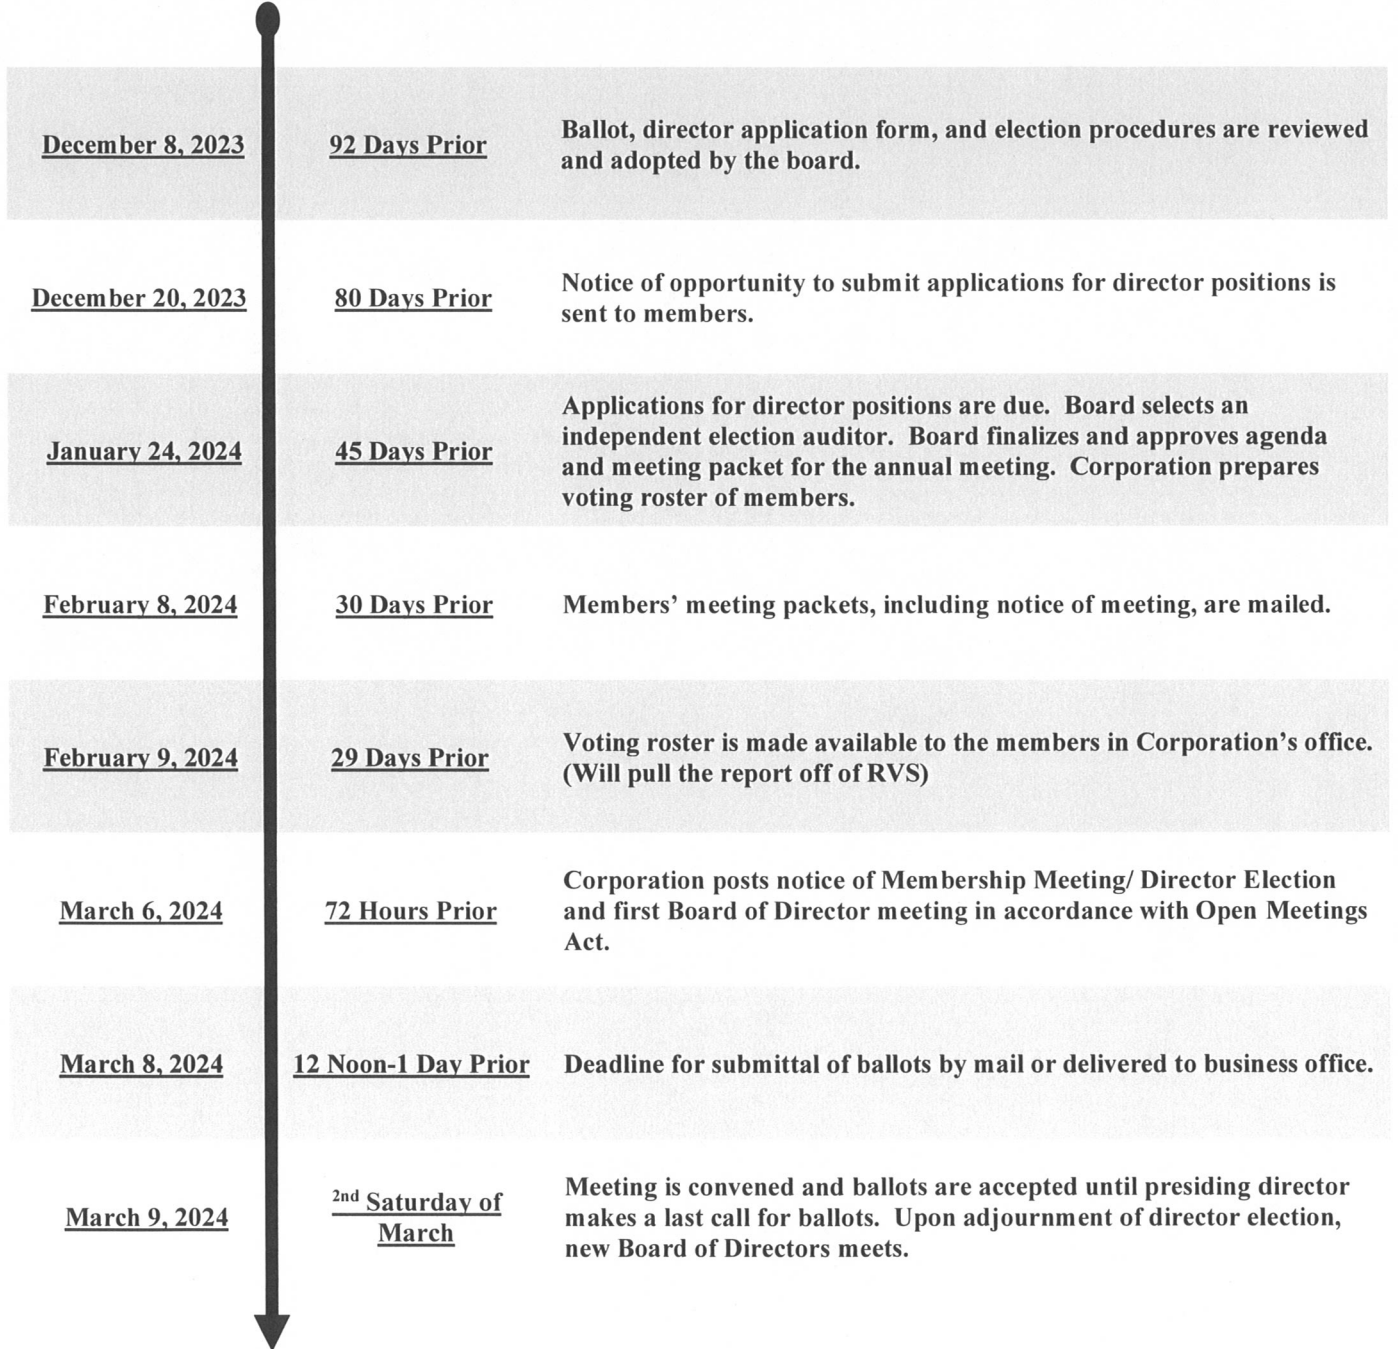 December 8, 2023
92 Days Prior
Ballot, director application form, and election procedures are reviewed
and adopted by the board.
December 20, 2023
80 Days Prior
Notice of opportunity to submit applications for director positions is
sent to members.
January 24, 2024
45 Days Prior
Applications for director positions are due.  Board selects an
independent election auditor.  Board finalizes and approves agenda
and meeting packet for the annual meeting.  Corporation prepares
voting roster of members.
February 8, 2024
30 Days Prior
Members’ meeting packets, including notice of meeting, are mailed.
February 9, 2024
29 Days Prior
Voting roster is made available to the members in Corporation’s office.
(Will pull the report off of RVS)
March 6, 2024
72 Hours Prior
Corporation posts notice of Membership Meeting/ Director Election
and first Board of Director meeting in accordance with Open Meetings
Act.
March 8, 2024
12 Noon-1 Day Prior
Deadline for submittal of ballots by mail or delivered to business office.
March 9, 2024
2nd Saturday of
March
Meeting is convened and ballots are accepted until presiding director
makes a last call for ballots.  Upon adjournment of director election,
new Board of Directors meets.